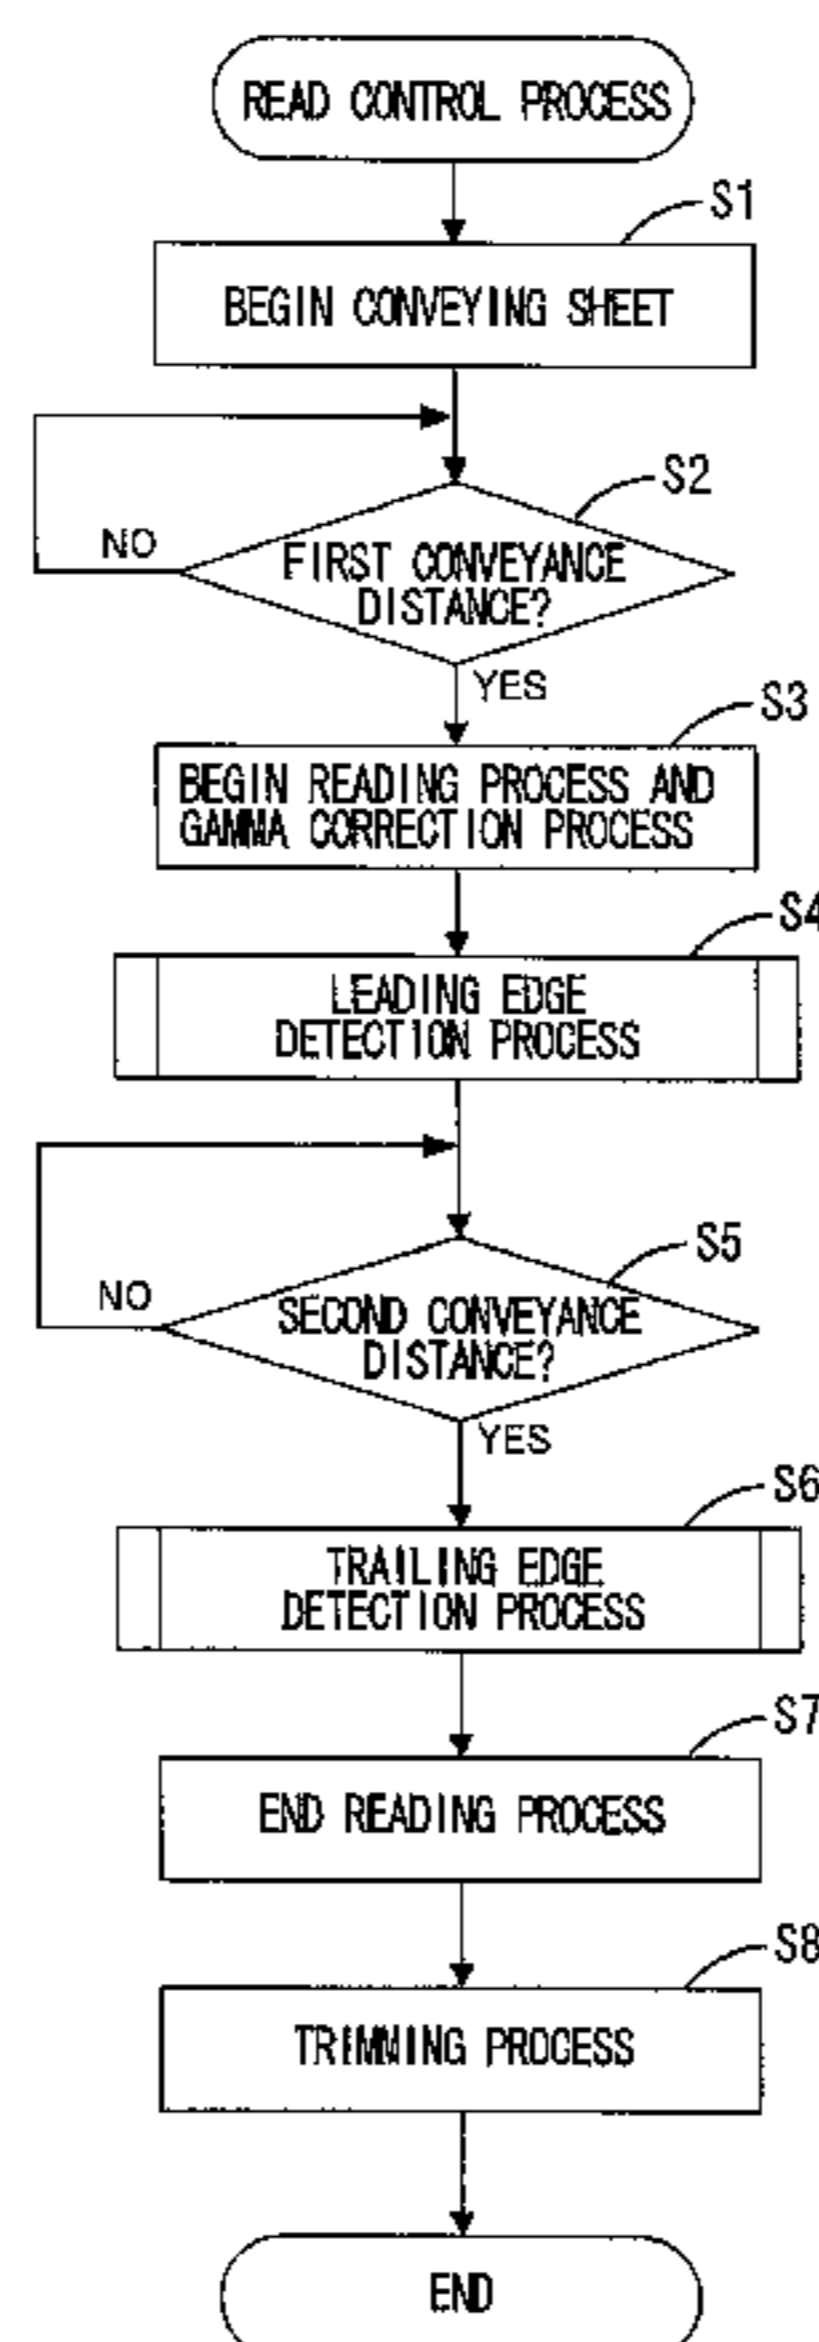 READ CONTROL PROCESS
S1
BEGIN CONVEYING SHEET
S2
NO
FIRST CONVEYANCE
DISTANCE?
YES
S3
BEGIN READING PROCESS AND
GAMMA CORRECTION PROCESS
S4
LEADING EDGE
DETECTION PROCESS
S5
NO
SECOND CONVEYANCE
DISTANCE?
YES
S6
TRAILING EDGE
DETECTION PROCESS
S7
END READING PROCESS
S8
TRIMMING PROCESS
END